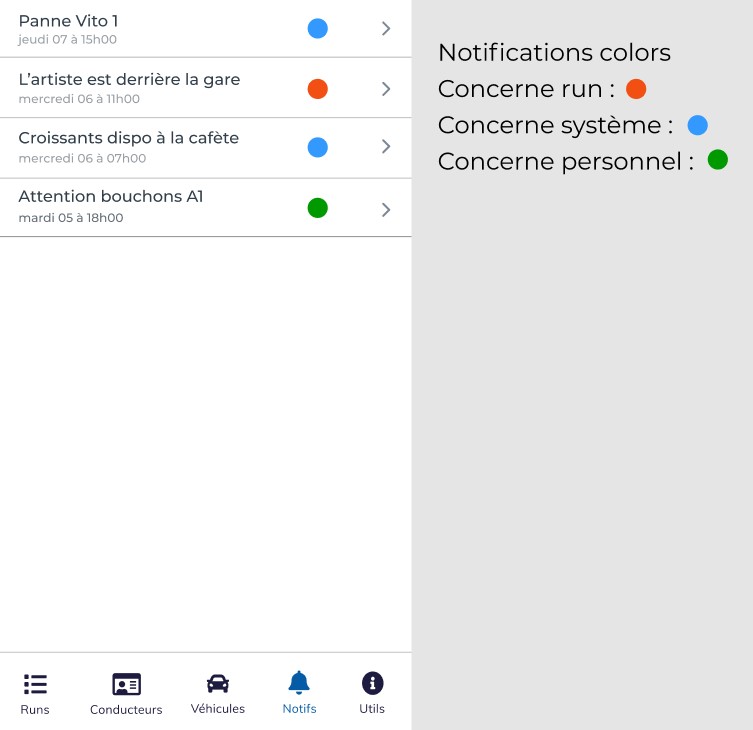 Panne Vito 1
jeudi 07 à 15h00
L'artiste est derrière la gare
mercredi 06 à 11h00
Croissants dispo à la cafète
mercredi 06 à 07h00
Attention bouchons A1
mardi 05 à 18h00
Runs
Conducteurs
Véhicules
Notifs
Utils
Notifications colors
Concerne run :
Concerne système :
Concerne personnel :